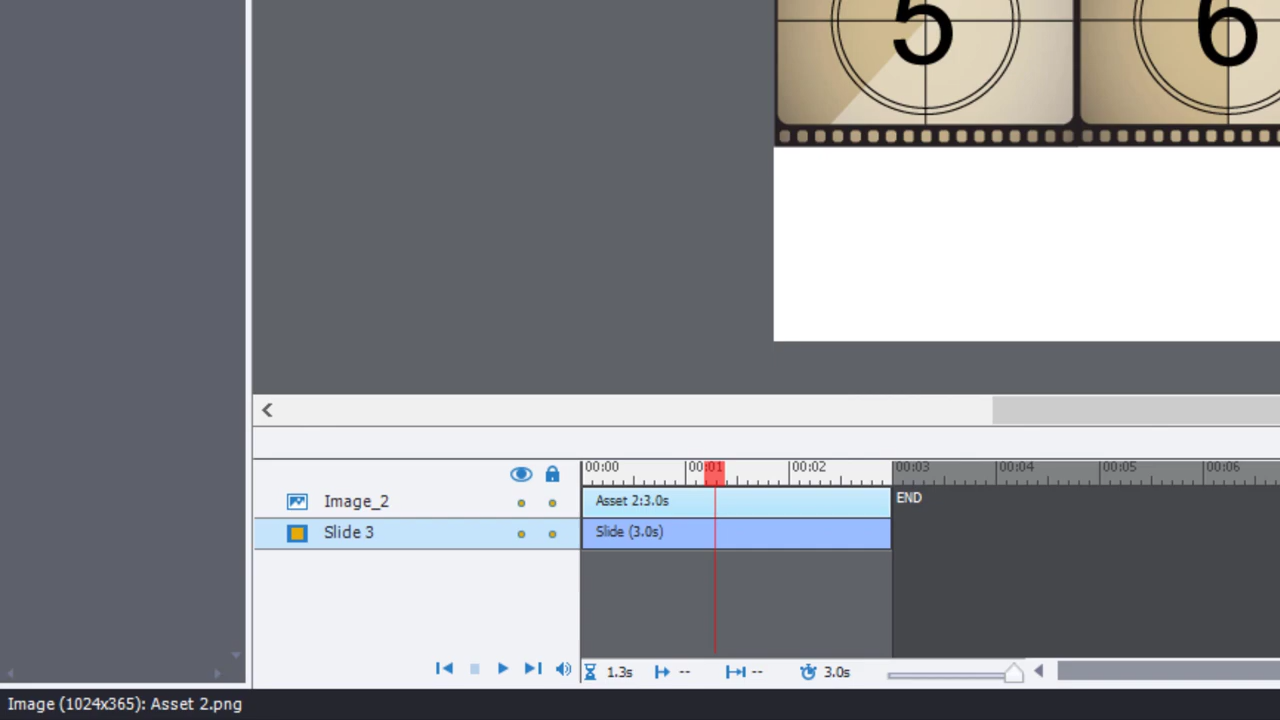 5 6
00:00 00:01 00:02 00:03 00:04 00:05 00:06
Image_2 Asset 2:3.0s END
Slide 3 Slide (3.0s)
1.3s -- -- 3.0s
Image (1024x365): Asset 2.png